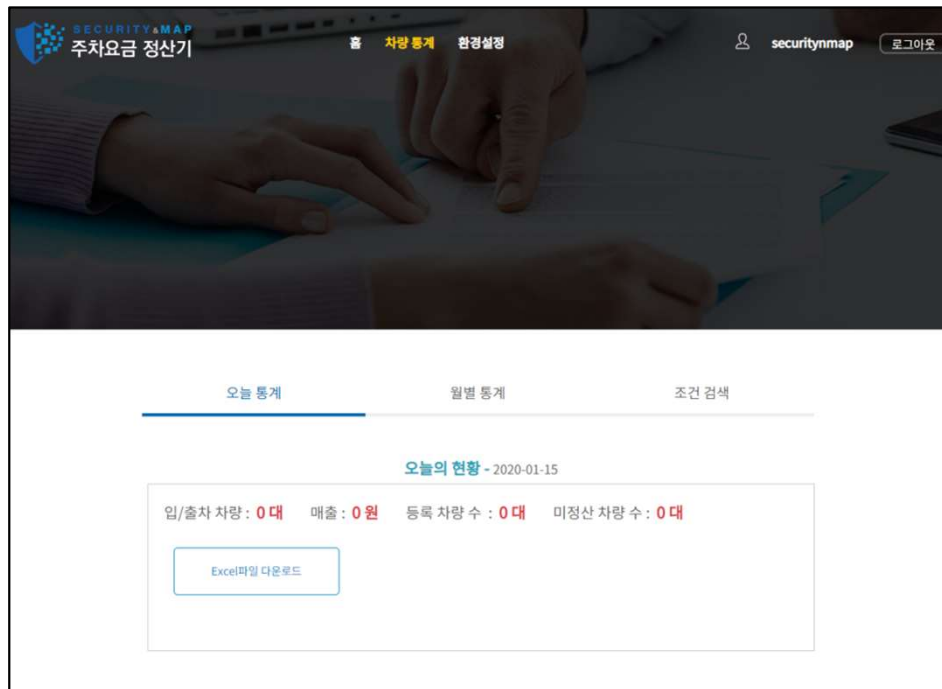 SECURITY&MAP
주차요금 정산기
홈 차량 통계 환경설정
securitynmap 로그아웃
오늘 통계 월별 통계 조건 검색
오늘의 현황 - 2020-01-15
입/출차 차량 : 0 대 매출 : 0 원 등록 차량 수 : 0 대 미정산 차량 수 : 0 대
Excel파일 다운로드